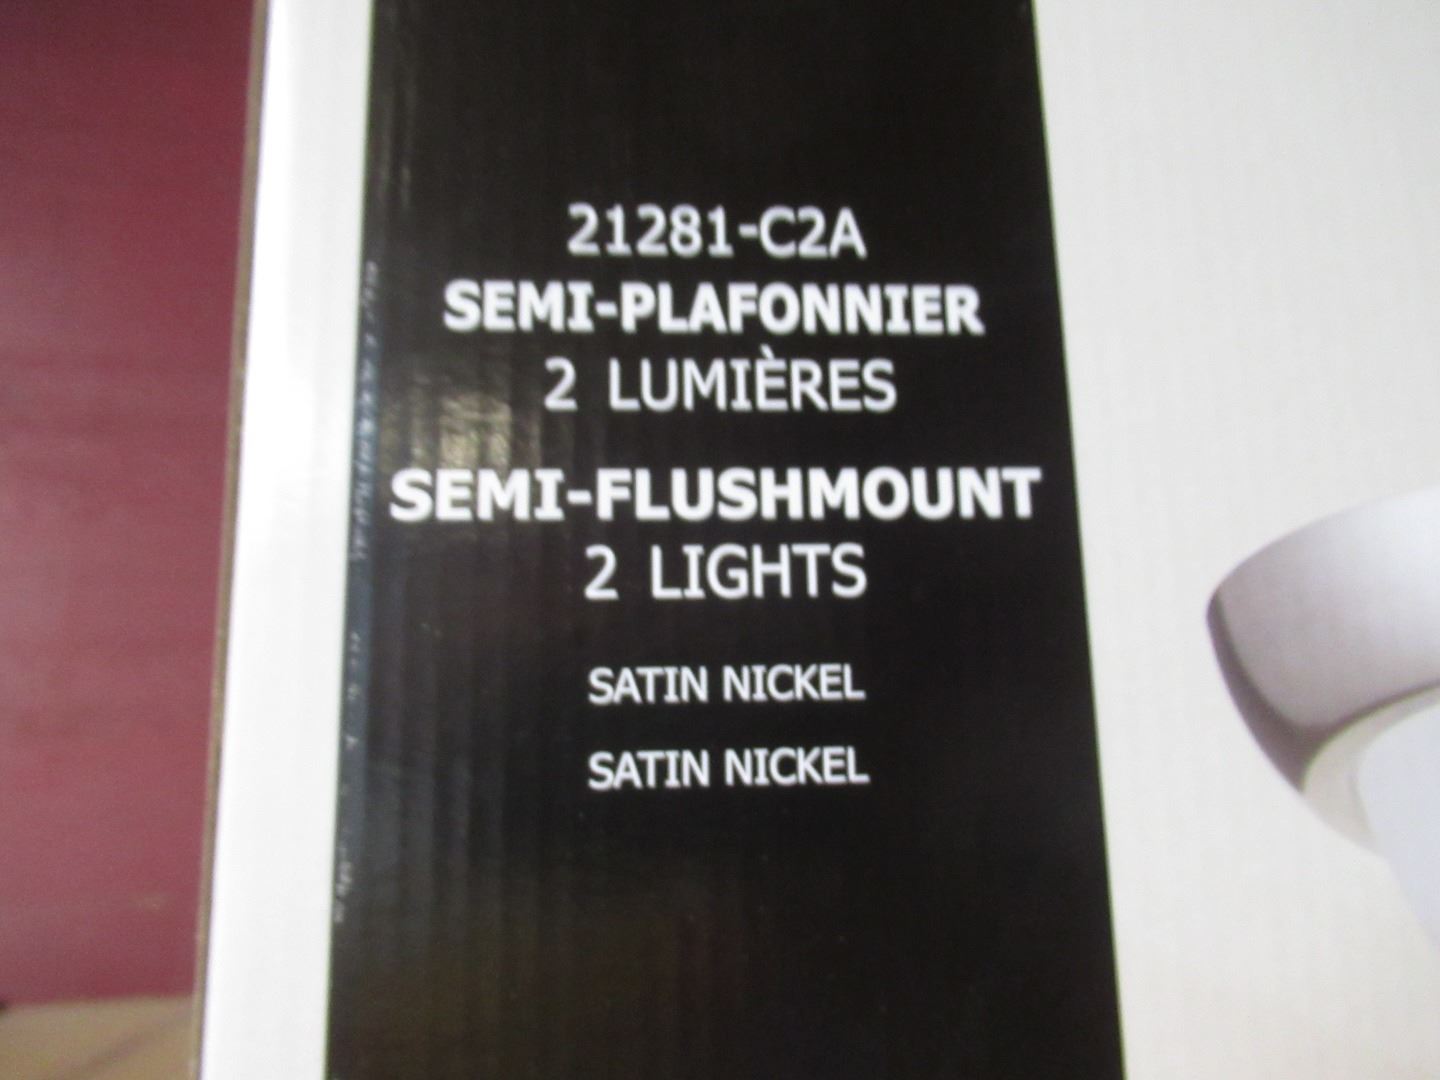 21281-C2A
SEMI-PLAFONNIER
2 LUMIÈRES
SEMI-FLUSHMOUNT
2 LIGHTS
SATIN NICKEL
SATIN NICKEL